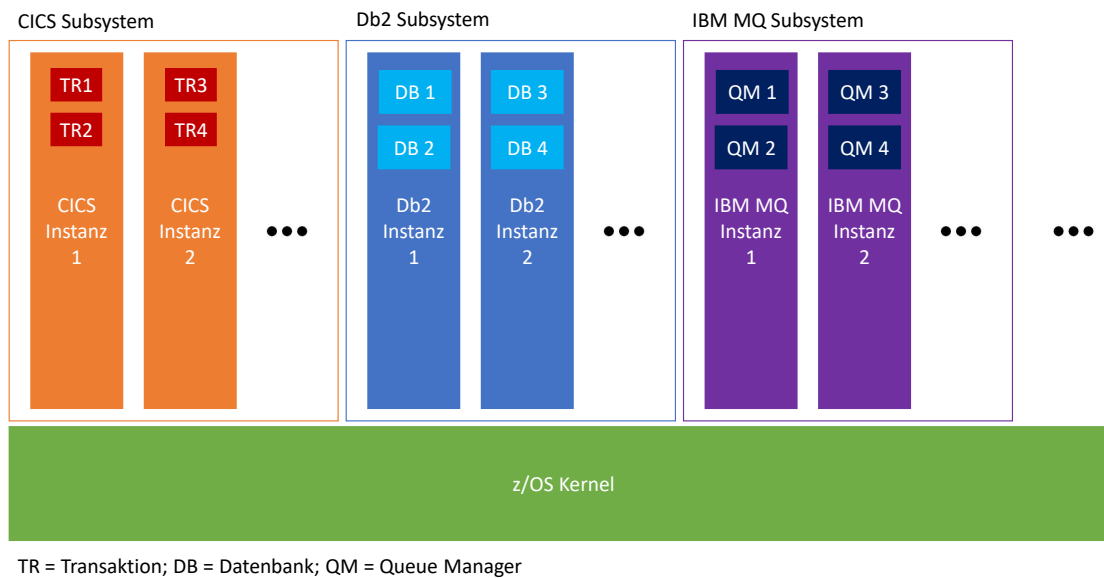 CICS Subsystem
Db2 Subsystem
IBM MQ Subsystem
TR1
TR2
CICS
Instanz
1
TR3
TR4
CICS
Instanz
2
DB 1
DB 2
Db2
Instanz
1
DB 3
DB 4
Db2
Instanz
2
QM 1
QM 2
IBM MQ
Instanz
1
QM 3
QM 4
IBM MQ
Instanz
2
z/OS Kernel
TR = Transaktion; DB = Datenbank; QM = Queue Manager